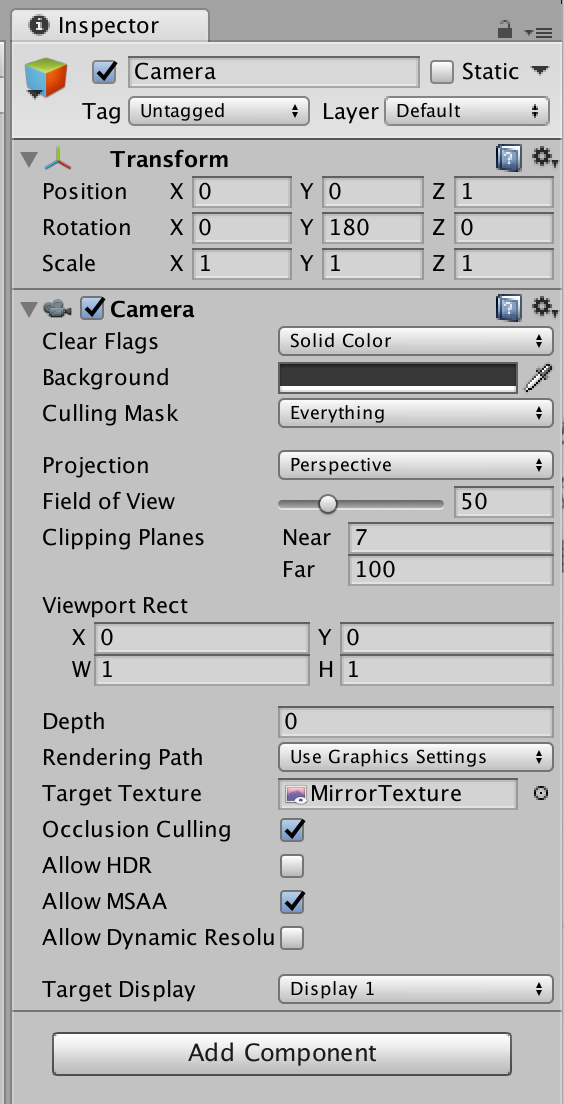 Inspector
Camera Static
Tag Untagged Layer Default
Transform
Position X 0 Y 0 Z 1
Rotation X 0 Y 180 Z 0
Scale X 1 Y 1 Z 1
Camera
Clear Flags Solid Color
Background
Culling Mask Everything
Projection Perspective
Field of View 50
Clipping Planes Near 7
Far 100
Viewport Rect
X 0 Y 0
W 1 H 1
Depth 0
Rendering Path Use Graphics Settings
Target Texture MirrorTexture
Occlusion Culling
Allow HDR
Allow MSAA
Allow Dynamic Resolu
Target Display Display 1
Add Component